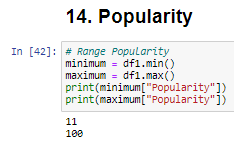 14. Popularity
In [42]: # Range Popularity
minimum = df1.min()
maximum = df1.max()
print(minimum["Popularity"])
print(maximum["Popularity"])
11
100